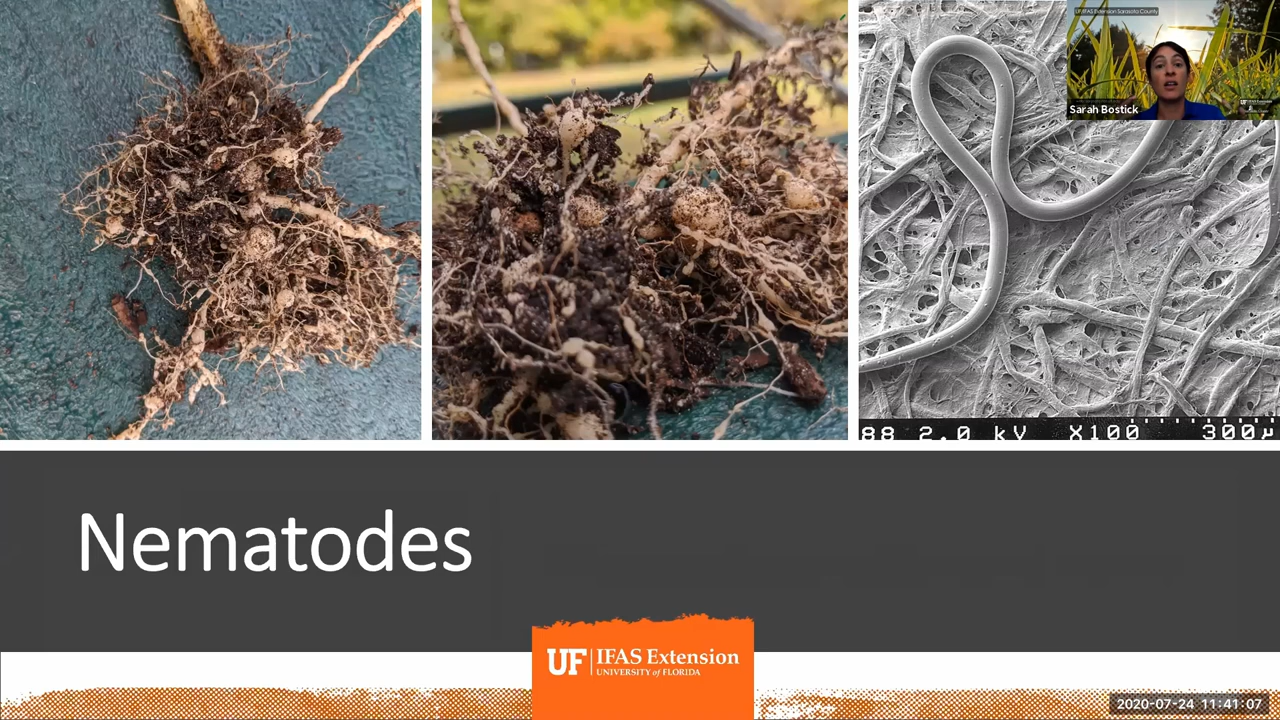 UF/IFAS Extension Sarasota County
Sarah Bostick
88 2.0 kV X100 300µ
Nematodes
UF IFAS Extension
UNIVERSITY of FLORIDA
2020-07-24 11:41:07